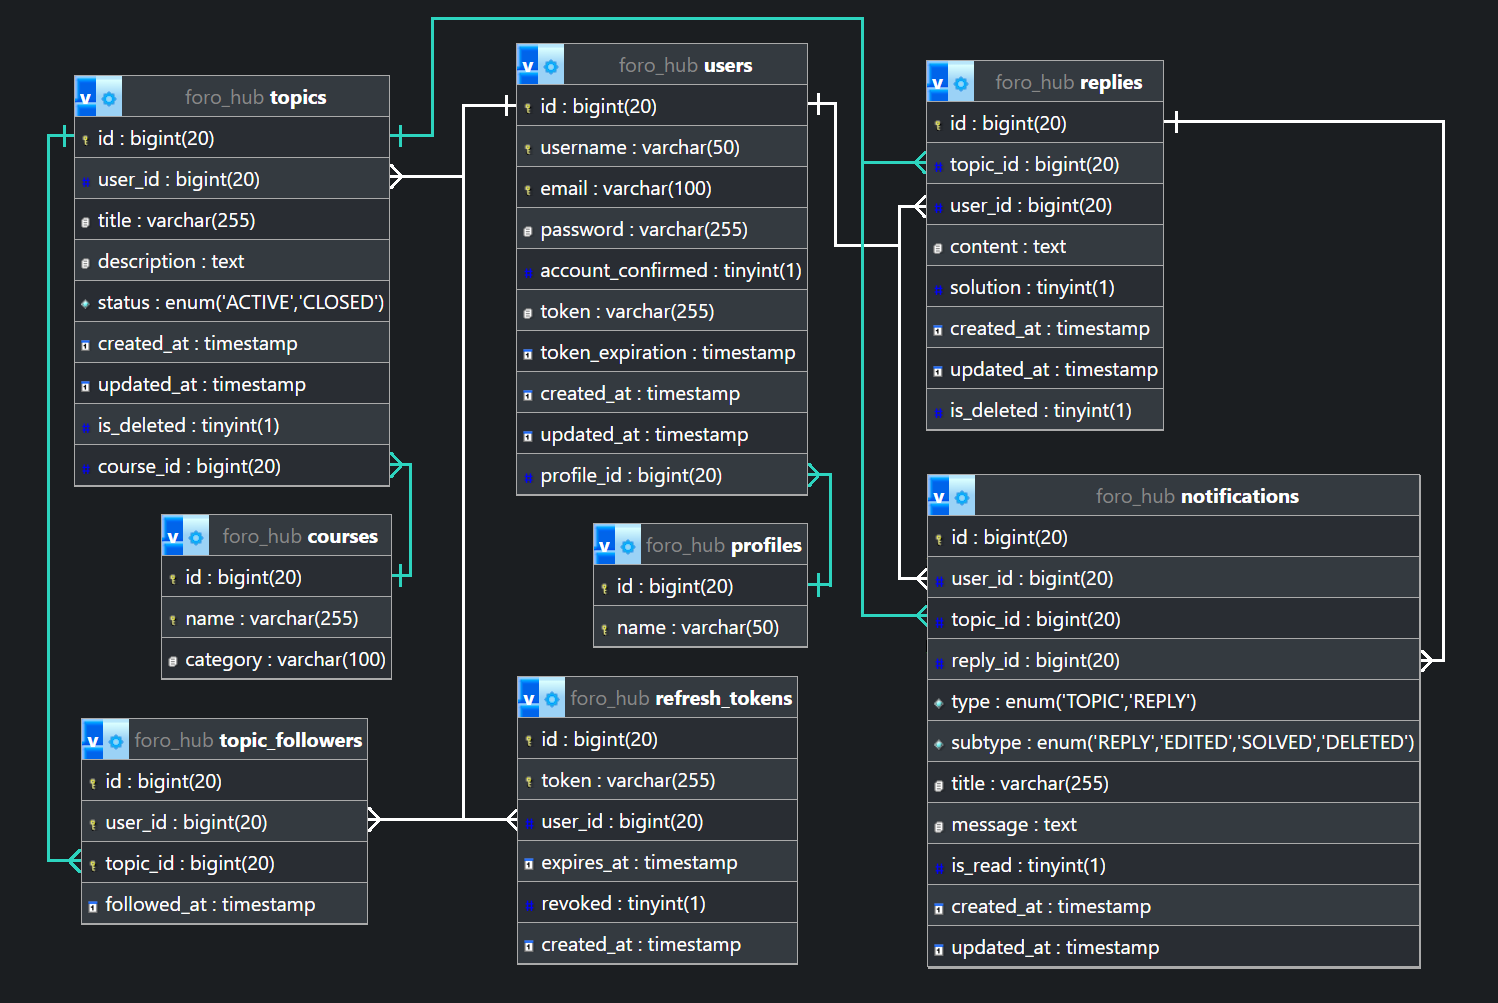 foro_hub topics
id : bigint(20)
user_id : bigint(20)
title : varchar(255)
description : text
status : enum('ACTIVE','CLOSED')
created_at : timestamp
updated_at : timestamp
is_deleted : tinyint(1)
course_id : bigint(20)
foro_hub courses
id : bigint(20)
name : varchar(255)
category : varchar(100)
foro_hub topic_followers
id : bigint(20)
user_id : bigint(20)
topic_id : bigint(20)
followed_at : timestamp
foro_hub users
id : bigint(20)
username : varchar(50)
email : varchar(100)
password : varchar(255)
account_confirmed : tinyint(1)
token : varchar(255)
token_expiration : timestamp
created_at : timestamp
updated_at : timestamp
profile_id : bigint(20)
foro_hub profiles
id : bigint(20)
name : varchar(50)
foro_hub refresh_tokens
id : bigint(20)
token : varchar(255)
user_id : bigint(20)
expires_at : timestamp
revoked : tinyint(1)
created_at : timestamp
foro_hub replies
id : bigint(20)
topic_id : bigint(20)
user_id : bigint(20)
content : text
solution : tinyint(1)
created_at : timestamp
updated_at : timestamp
is_deleted : tinyint(1)
foro_hub notifications
id : bigint(20)
user_id : bigint(20)
topic_id : bigint(20)
reply_id : bigint(20)
type : enum('TOPIC','REPLY')
subtype : enum('REPLY','EDITED','SOLVED','DELETED')
title : varchar(255)
message : text
is_read : tinyint(1)
created_at : timestamp
updated_at : timestamp